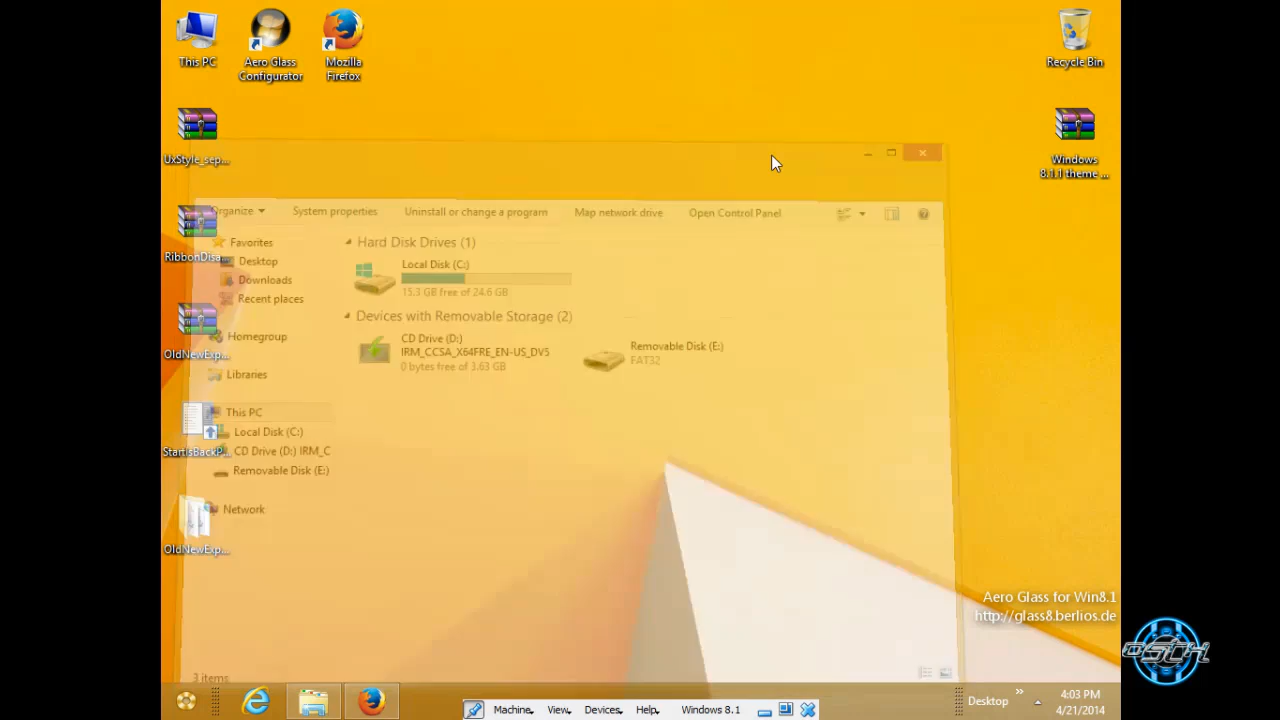 This PC
Aero Glass
Configurator
Mozilla
Firefox
Recycle Bin
UxStyle_sep...
Windows
8.1.1 theme ...
Organize
System properties
Uninstall or change a program
Map network drive
Open Control Panel
RibbonDisa...
Favorites
Desktop
Downloads
Recent places
Homegroup
Libraries
This PC
Local Disk (C:)
CD Drive (D:) IRM_C
Removable Disk (E:)
Network
Hard Disk Drives (1)
Local Disk (C:)
15.3 GB free of 24.6 GB
Devices with Removable Storage (2)
CD Drive (D:)
IRM_CCSA_X64FRE_EN-US_DV5
0 bytes free of 3.63 GB
Removable Disk (E:)
FAT32
OldNewExp...
StartIsBackP...
OldNewExp...
3 items
Aero Glass for Win8.1
http://glass8.berlios.de
Machine
View
Devices
Help
Windows 8.1
Desktop
4:03 PM
4/21/2014